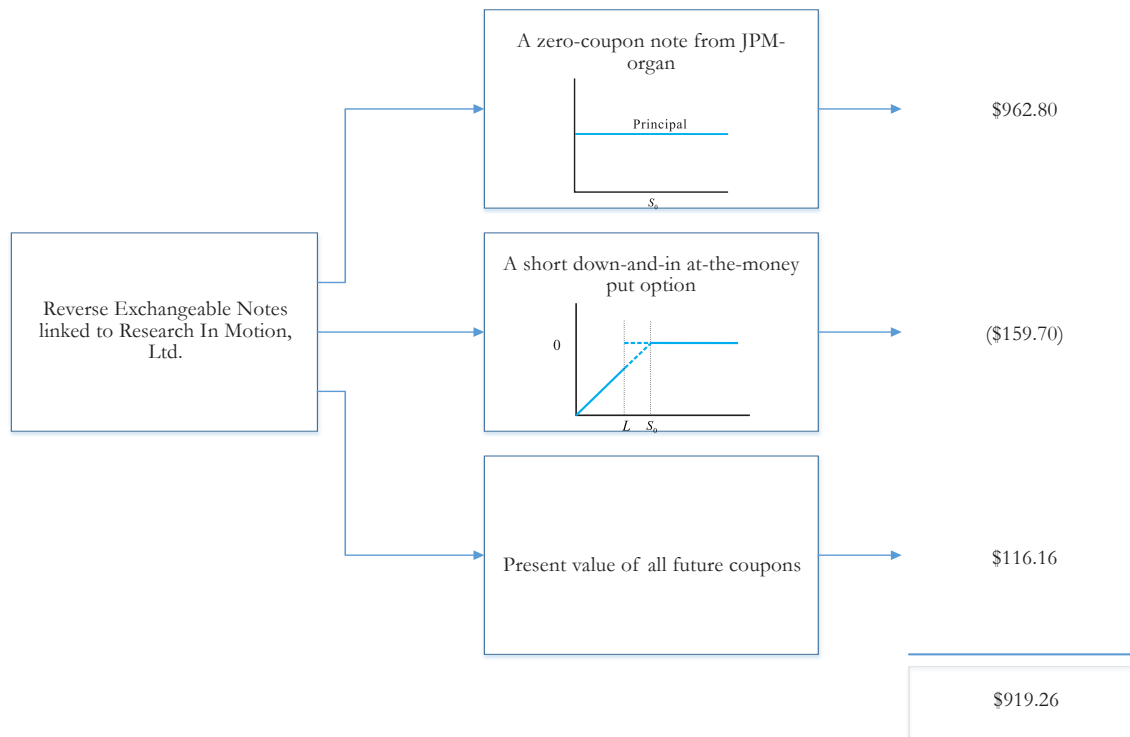 A zero-coupon note from JPM-
organ
Principal
S₀
$962.80
Reverse Exchangeable Notes
linked to Research In Motion,
Ltd.
A short down-and-in at-the-money
put option
0
L S₀
($159.70)
Present value of all future coupons
$116.16
$919.26